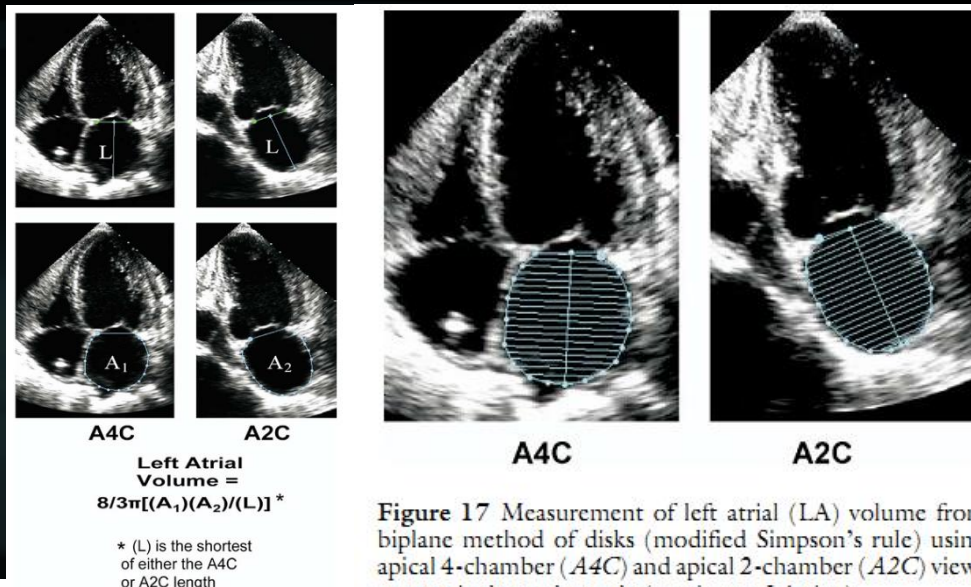 L
L
A₁
A₂
A4C
A2C
Left Atrial
Volume =
8/3π[(A₁)(A₂)/(L)] *
* (L) is the shortest
of either the A4C
or A2C length
A4C
A2C
Figure 17 Measurement of left atrial (LA) volume from
biplane method of disks (modified Simpson's rule) using
apical 4-chamber (A4C) and apical 2-chamber (A2C) view